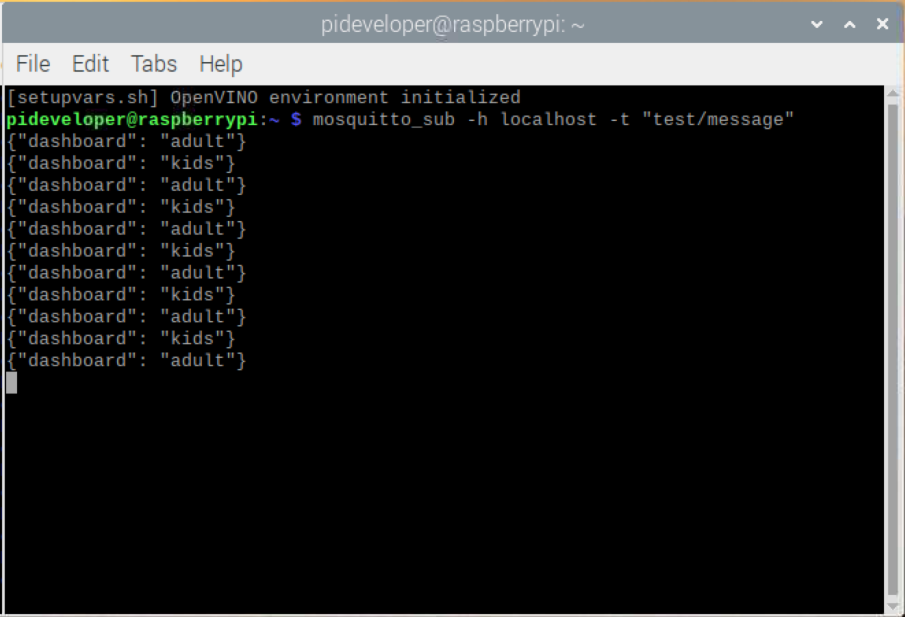 pideveloper@raspberrypi: ~
File Edit Tabs Help
[setupvars.sh] OpenVINO environment initialized
pideveloper@raspberrypi:~ $ mosquitto_sub -h localhost -t "test/message"
{"dashboard": "adult"}
{"dashboard": "kids"}
{"dashboard": "adult"}
{"dashboard": "kids"}
{"dashboard": "adult"}
{"dashboard": "kids"}
{"dashboard": "adult"}
{"dashboard": "kids"}
{"dashboard": "adult"}
{"dashboard": "kids"}
{"dashboard": "adult"}